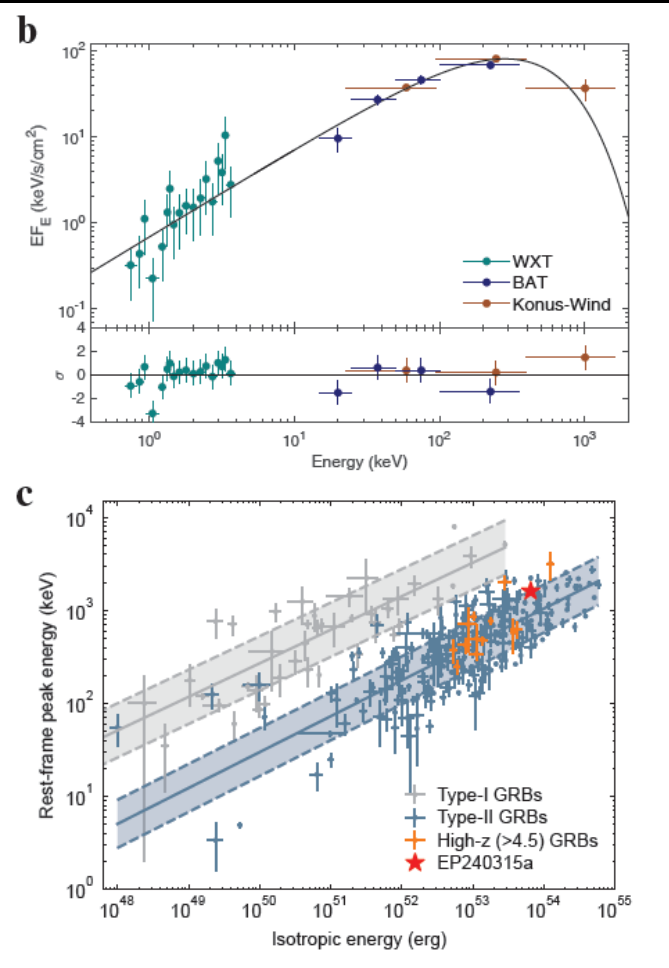 b
10²
10¹
10⁰
10⁻¹
EF_E (keV/s/cm²)
WXT
BAT
Konus-Wind
4
2
0
-2
-4
σ
10⁰
10¹
10²
10³
Energy (keV)
c
10⁴
10³
10²
10¹
10⁰
Rest-frame peak energy (keV)
Type-I GRBs
Type-II GRBs
High-z (>4.5) GRBs
EP240315a
10⁴⁸
10⁴⁹
10⁵⁰
10⁵¹
10⁵²
10⁵³
10⁵⁴
10⁵⁵
Isotropic energy (erg)